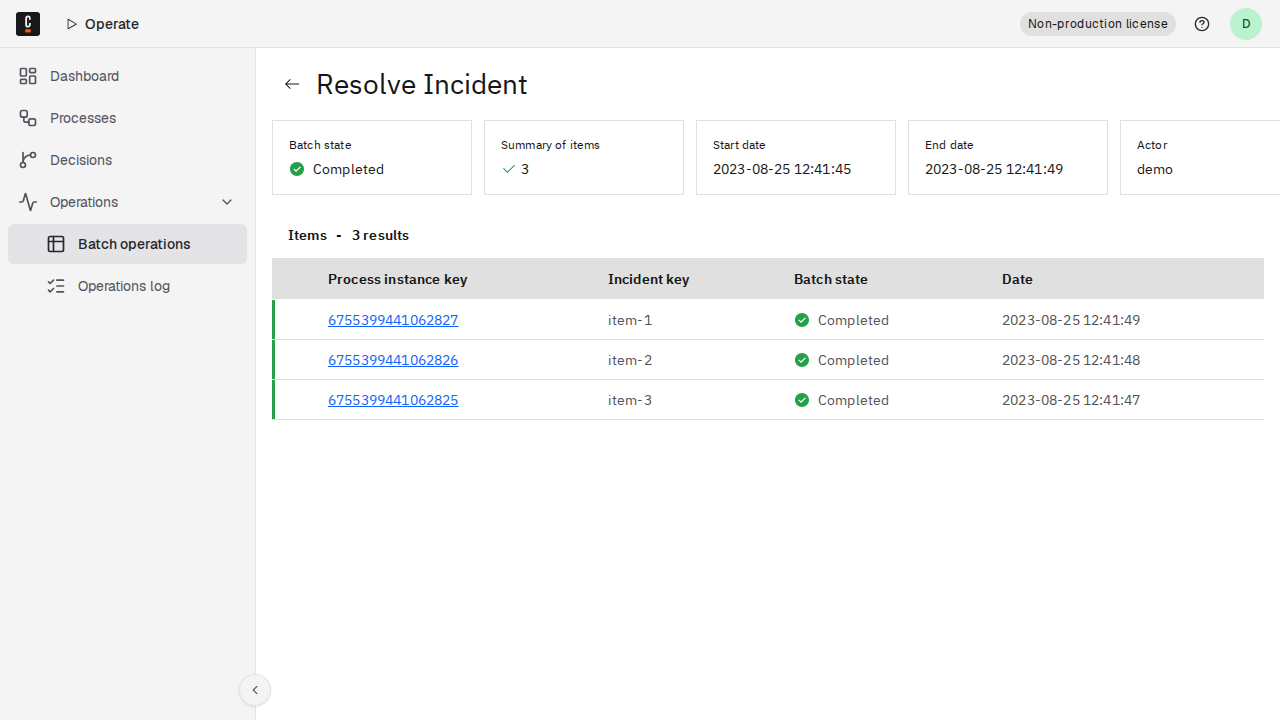 Operate
Non-production license
D
Dashboard
Processes
Decisions
Operations
Batch operations
Operations log
Resolve Incident
Batch state
Completed
Summary of items
3
Start date
2023-08-25 12:41:45
End date
2023-08-25 12:41:49
Actor
demo
Items - 3 results
Process instance key Incident key Batch state Date
6755399441062827 item-1 Completed 2023-08-25 12:41:49
6755399441062826 item-2 Completed 2023-08-25 12:41:48
6755399441062825 item-3 Completed 2023-08-25 12:41:47